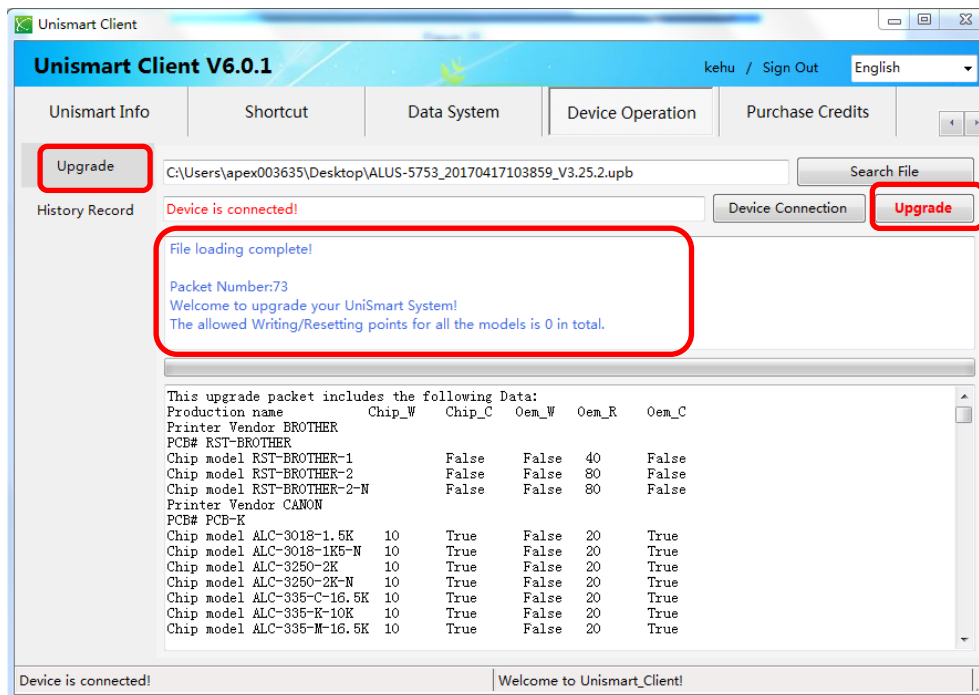 Unismart Client
Unismart Client V6.0.1
kehu / Sign Out English
Unismart Info Shortcut Data System Device Operation Purchase Credits
Upgrade C:\Users\apex003635\Desktop\ALUS-5753_20170417103859_V3.25.2.upb Search File
History Record Device is connected! Device Connection Upgrade
File loading complete!
Packet Number:73
Welcome to upgrade your UniSmart System!
The allowed Writing/Resetting points for all the models is 0 in total.
This upgrade packet includes the following Data:
Production name Chip_W Chip_C Oem_W Oem_R Oem_C
Printer Vendor BROTHER
PCB# RST-BROTHER
Chip model RST-BROTHER-1 False False 40 False
Chip model RST-BROTHER-2 False False 80 False
Chip model RST-BROTHER-2-N False False 80 False
Printer Vendor CANON
PCB# PCB-K
Chip model ALC-3018-1.5K 10 True False 20 True
Chip model ALC-3018-1K5-N 10 True False 20 True
Chip model ALC-3250-2K 10 True False 20 True
Chip model ALC-3250-2K-N 10 True False 20 True
Chip model ALC-335-C-16.5K 10 True False 20 True
Chip model ALC-335-K-10K 10 True False 20 True
Chip model ALC-335-M-16.5K 10 True False 20 True
Device is connected! Welcome to Unismart_Client!